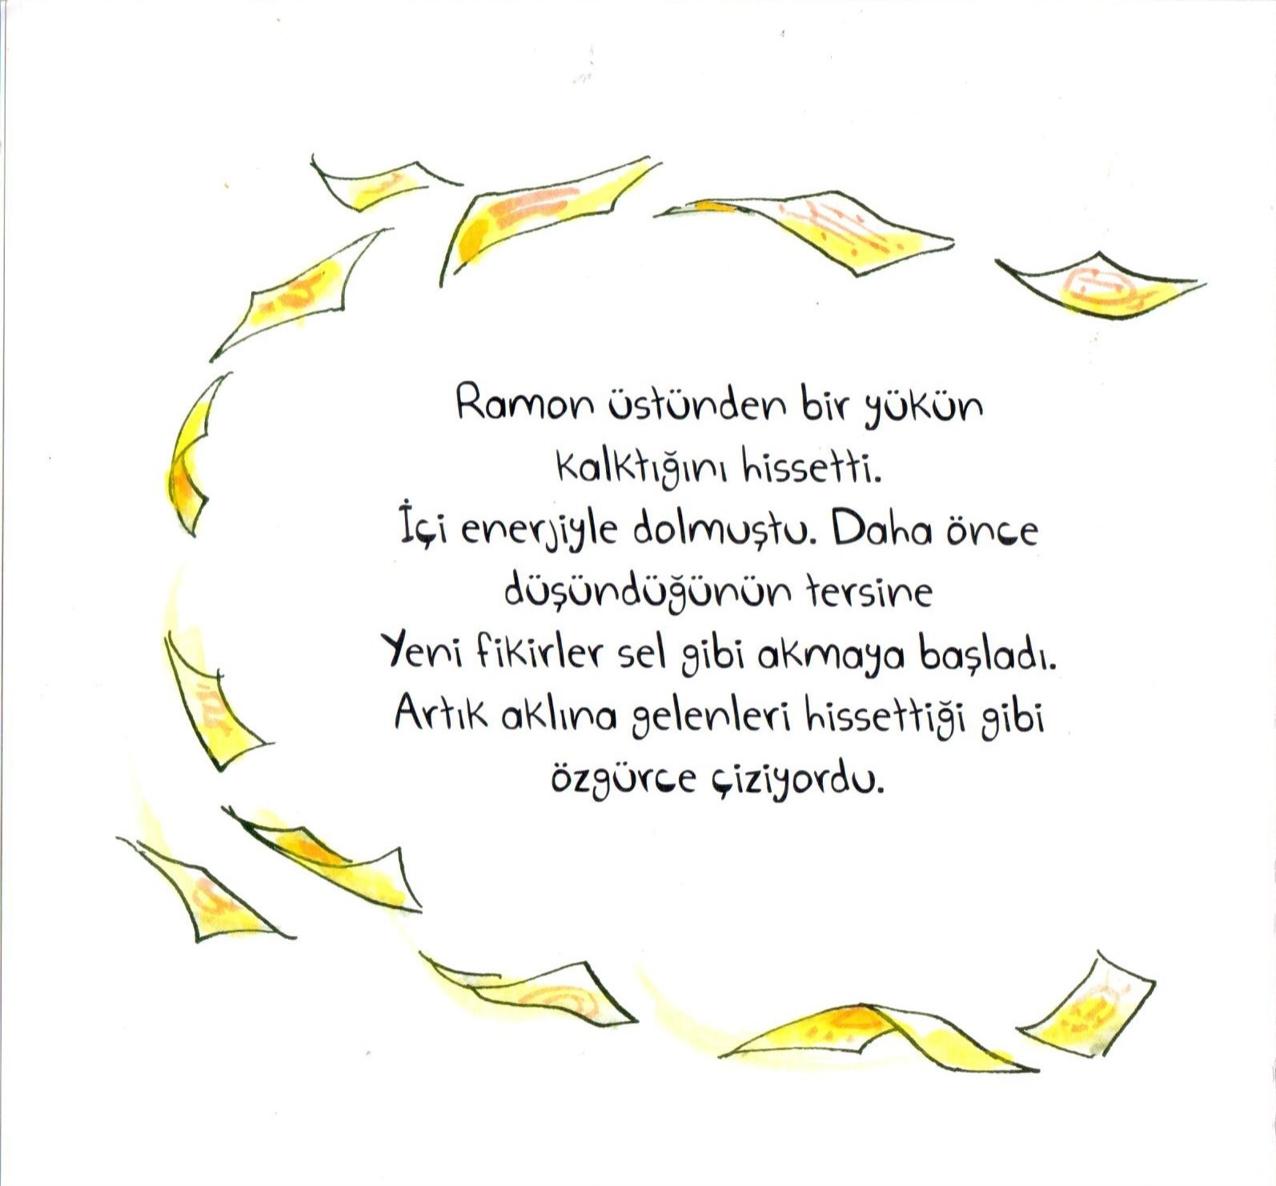 Ramon üstünden bir yükün
kalktığını hissetti.
İçi enerjiyle dolmuştu. Daha önce
düşündüğünün tersine
Yeni fikirler sel gibi akmaya başladı.
Artık aklına gelenleri hissettiği gibi
özgürce çiziyordu.